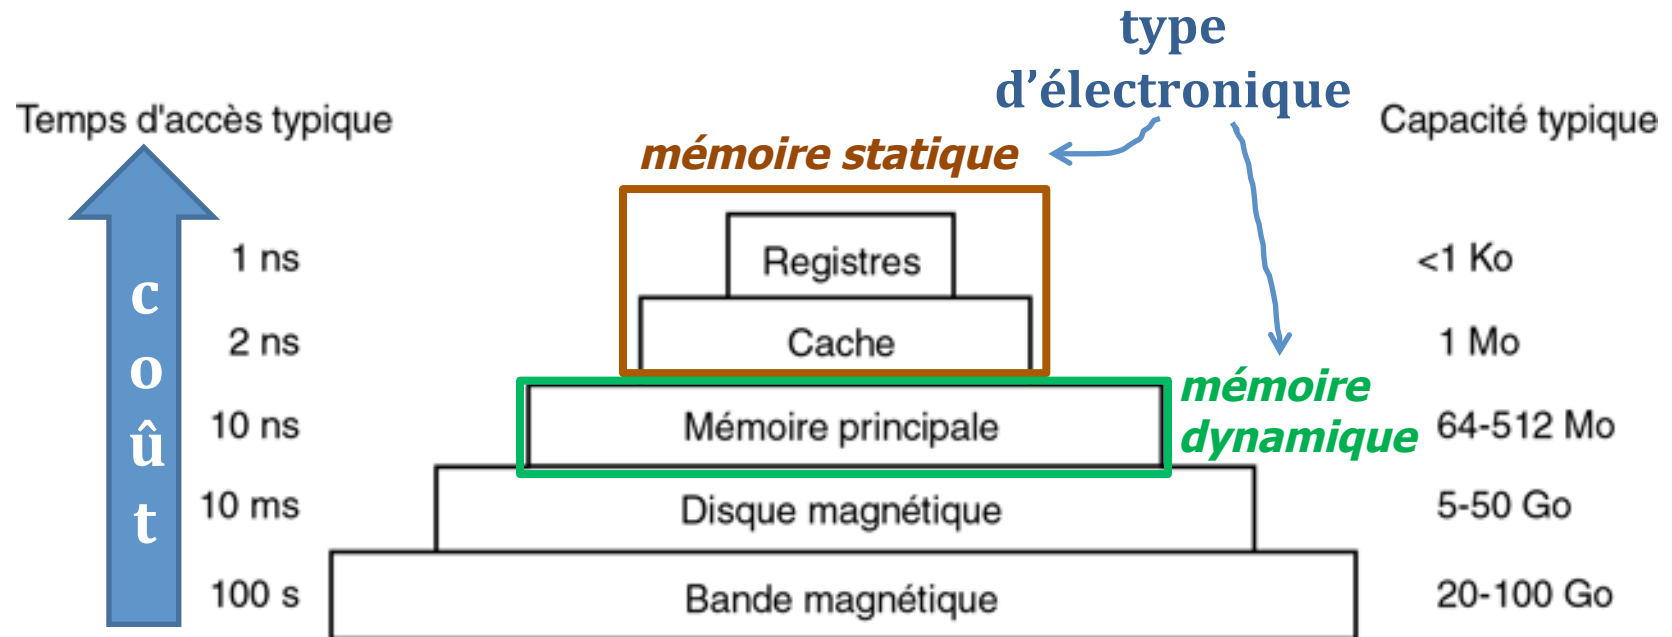 type
d'électronique
Temps d'accès typique
Capacité typique
mémoire statique
1 ns
Registres
<1 Ko
2 ns
Cache
1 Mo
mémoire
dynamique
10 ns
Mémoire principale
64-512 Mo
10 ms
Disque magnétique
5-50 Go
100 s
Bande magnétique
20-100 Go
c
o
û
t